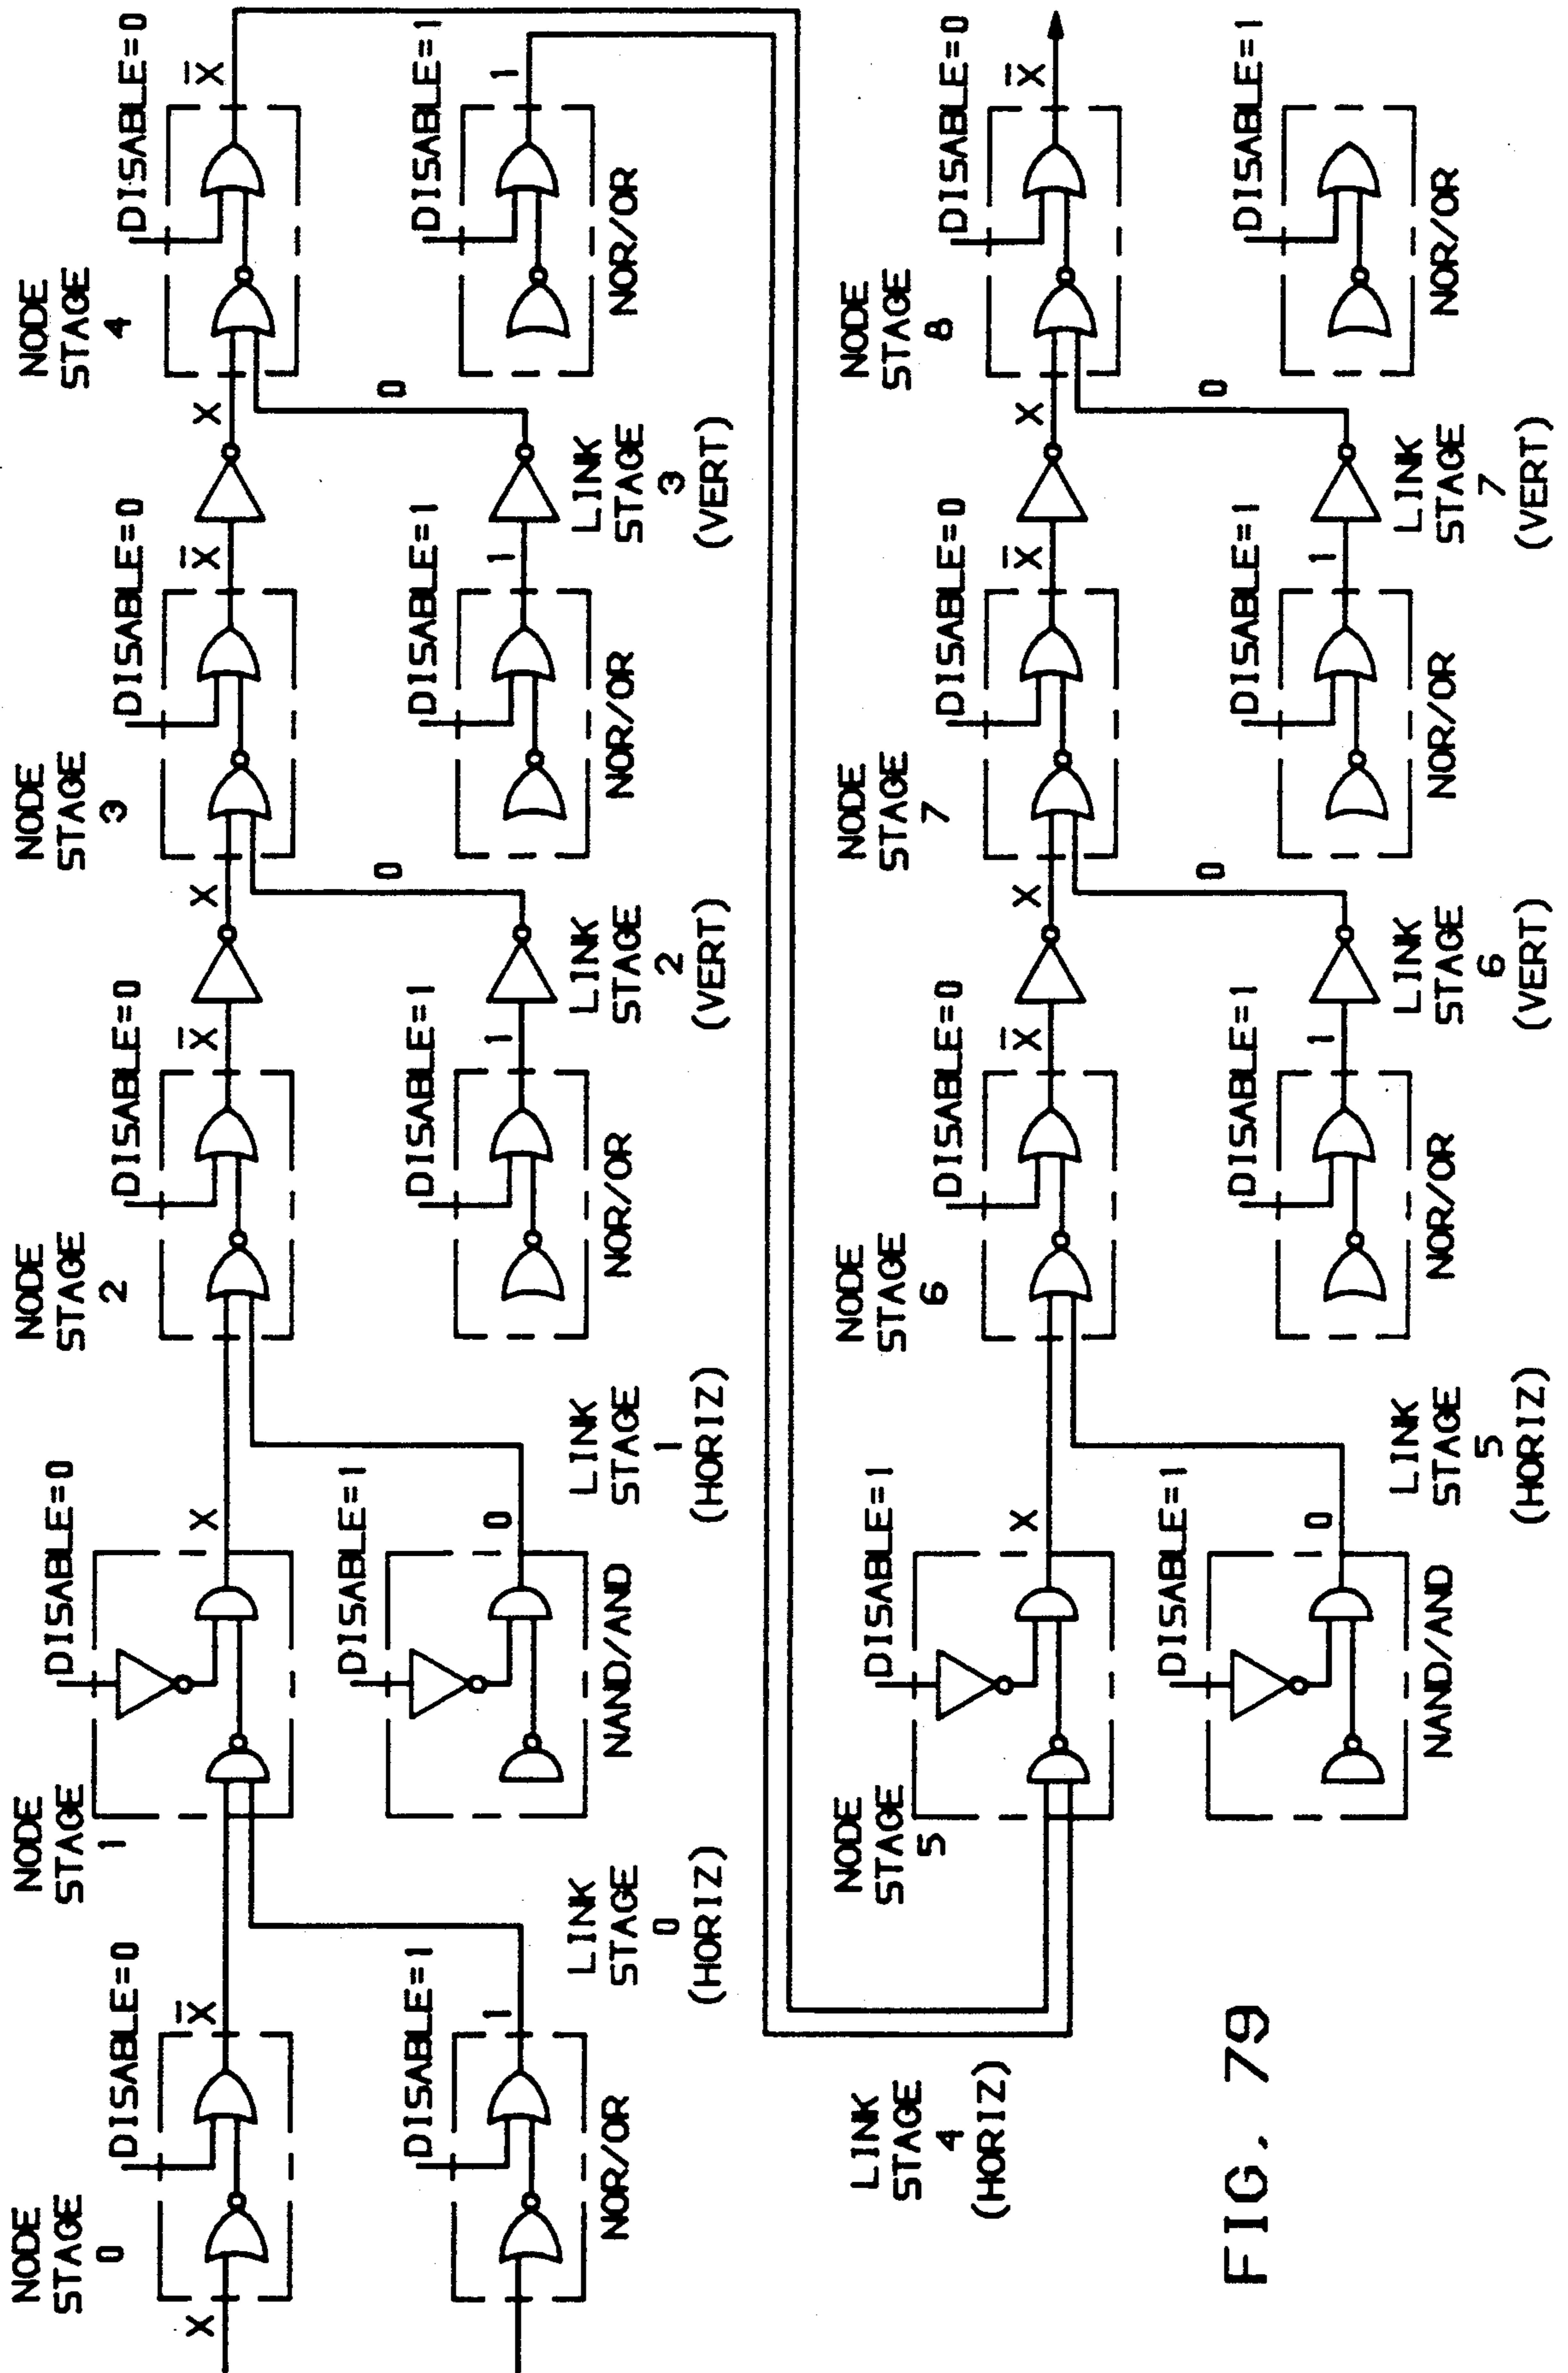 NODE
STAGE
0
DISABLE=0
X
X̄
DISABLE=1
1
NOR/OR
LINK
STAGE
0
(HORIZ)
NODE
STAGE
1
DISABLE=0
X
DISABLE=1
0
NAND/AND
LINK
STAGE
1
(HORIZ)
NODE
STAGE
2
DISABLE=0
X̄
DISABLE=1
1
NOR/OR
LINK
STAGE
2
(VERT)
X
0
NODE
STAGE
3
DISABLE=0
X̄
DISABLE=1
1
NOR/OR
LINK
STAGE
3
(VERT)
X
0
NODE
STAGE
4
DISABLE=0
X̄
DISABLE=1
1
NOR/OR
LINK
STAGE
4
(HORIZ)
NODE
STAGE
5
DISABLE=1
X
DISABLE=1
0
NAND/AND
LINK
STAGE
5
(HORIZ)
NODE
STAGE
6
DISABLE=0
X̄
DISABLE=1
1
NOR/OR
LINK
STAGE
6
(VERT)
X
0
NODE
STAGE
7
DISABLE=0
X̄
DISABLE=1
1
NOR/OR
LINK
STAGE
7
(VERT)
X
0
NODE
STAGE
8
DISABLE=0
X̄
DISABLE=1
NOR/OR
FIG. 79